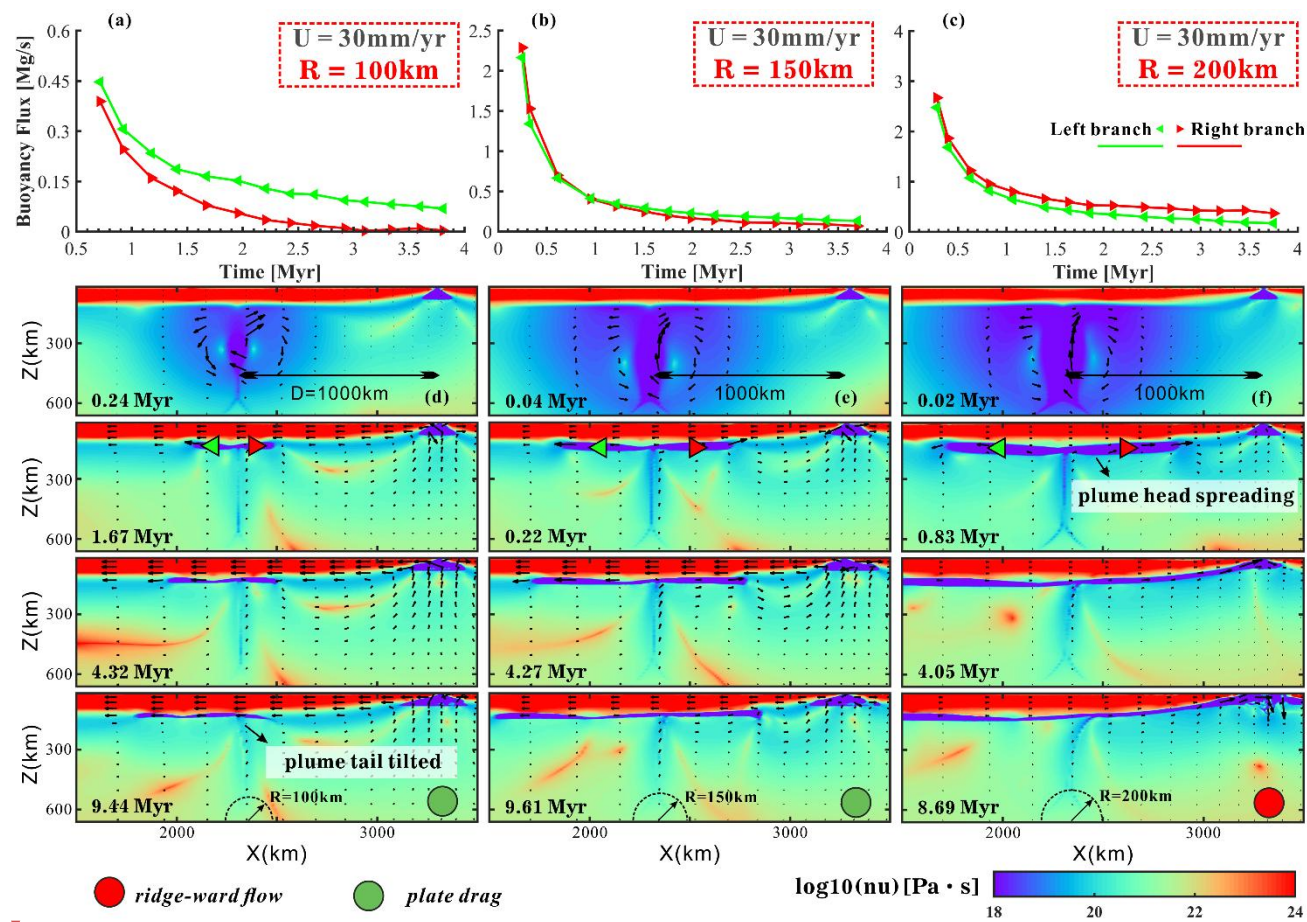 (a)
U = 30mm/yr
R = 100km
Buoyancy Flux [Mg/s]
0.6
0.45
0.3
0.15
0
0 0.5 1 1.5 2 2.5 3 3.5 4
Time [Myr]
(b)
U = 30mm/yr
R = 150km
2.5
2
1.5
1
0.5
0
0 0.5 1 1.5 2 2.5 3 3.5 4
Time [Myr]
(c)
U = 30mm/yr
R = 200km
Left branch
Right branch
4
3
2
1
0
0 0.5 1 1.5 2 2.5 3 3.5 4
Time [Myr]
Z(km)
300
600
0.24 Myr
D=1000km
(d)
0.04 Myr
1000km
(e)
0.02 Myr
1000km
(f)
Z(km)
300
600
1.67 Myr
0.22 Myr
0.83 Myr
plume head spreading
Z(km)
300
600
4.32 Myr
4.27 Myr
4.05 Myr
Z(km)
300
600
plume tail tilted
9.44 Myr
R=100km
9.61 Myr
R=150km
8.69 Myr
R=200km
2000 3000
2000 3000
2000 3000
X(km)
X(km)
X(km)
ridge-ward flow
plate drag
log10(nu) [Pa · s]
18 20 22 24